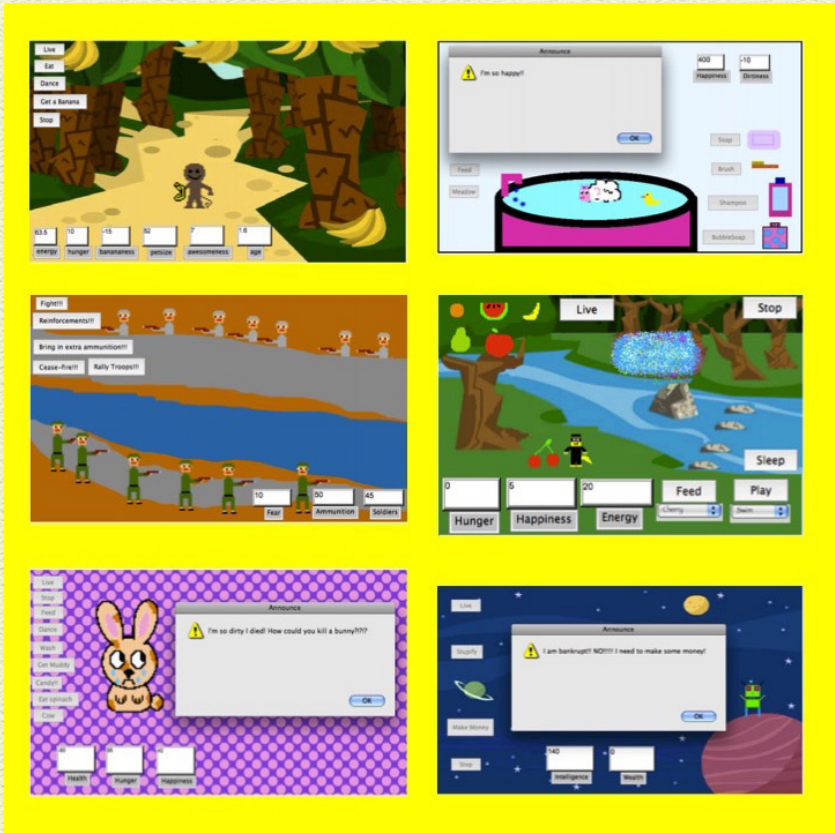 Live
Eat
Dance
Get a Banana
Stop
63.5
10
-15
52
7
1.6
energy
hunger
banananess
petsize
awesomeness
age
Announce
I'm so happy!!
OK
400
-10
Happiness
Dirtiness
Feed
Meatize
Soap
Brush
Shampoo
BubbleSoap
Fight!!!
Reinforcements!!!
Bring in extra ammunition!!!
Cease-fire!!!
Rally Troops!!!
10
50
45
Fear
Ammunition
Soldiers
Live
Stop
Sleep
0
5
20
Hunger
Happiness
Energy
Feed
Play
Cherry
Swim
Live
Stop
Feed
Dance
Wash
Get Muddy
Candy!!
Eat spinach
Cow
Announce
I'm so dirty I died! How could you kill a bunny?!?!?
OK
Health
Hunger
Happiness
Live
Stupify
Make Money
Stop
Announce
I am bankrupt!! NO!!!! I need to make some money!
OK
-140
0
Intelligence
Wealth